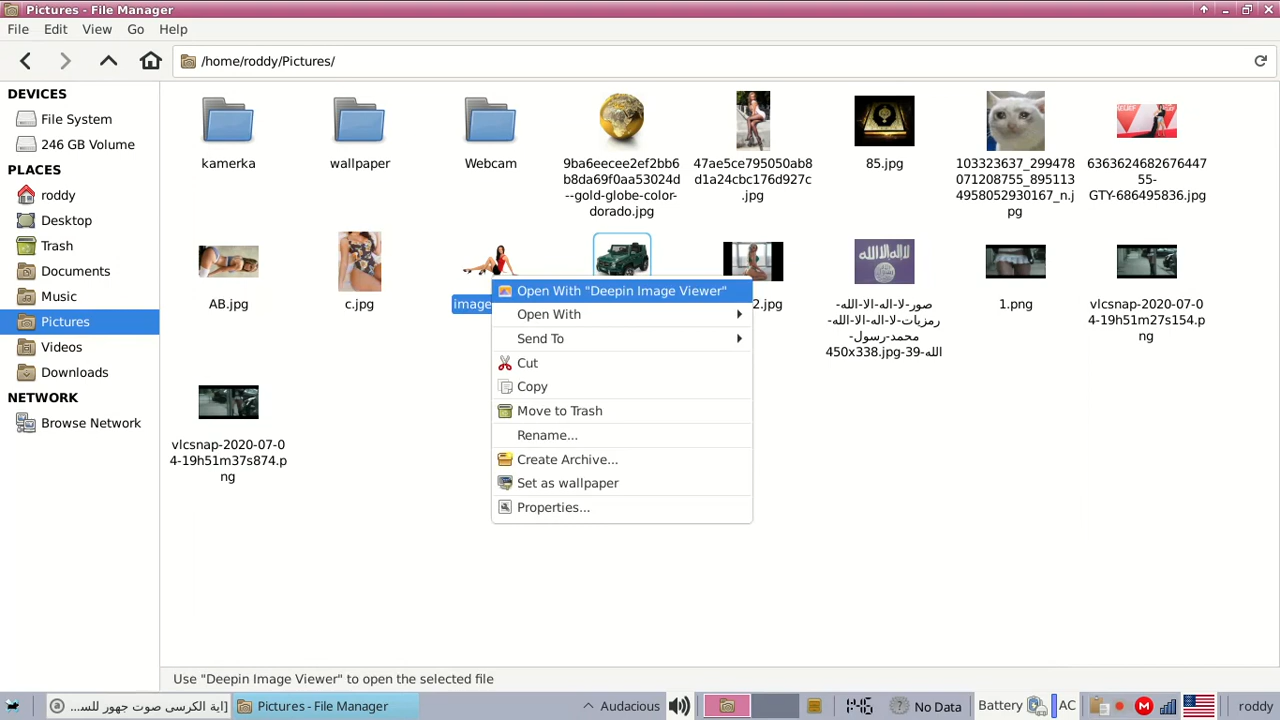 Pictures - File Manager
File Edit View Go Help
/home/roddy/Pictures/
DEVICES
File System
246 GB Volume
PLACES
roddy
Desktop
Trash
Documents
Music
Pictures
Videos
Downloads
NETWORK
Browse Network
kamerka
wallpaper
Webcam
9ba6eecee2ef2bb6
b8da69f0aa53024d
--gold-globe-color-
dorado.jpg
47ae5ce795050ab8
d1a24cbc176d927c
.jpg
85.jpg
103323637_299478
071208755_895113
4958052930167_n.j
pg
6363624682676447
55-
GTY-686495836.jpg
AB.jpg
c.jpg
image
2.jpg
صور-لا-اله-الا-الله-
رمزيات-لا-اله-الا-الله-
محمد-رسول-
الله-39-450x338.jpg
1.png
vlcsnap-2020-07-0
4-19h51m27s154.p
ng
vlcsnap-2020-07-0
4-19h51m37s874.p
ng
Open With "Deepin Image Viewer"
Open With
Send To
Cut
Copy
Move to Trash
Rename...
Create Archive...
Set as wallpaper
Properties...
Use "Deepin Image Viewer" to open the selected file
[اية الكرسى صوت جهور للس...
Pictures - File Manager
Audacious
No Data
Battery
AC
roddy